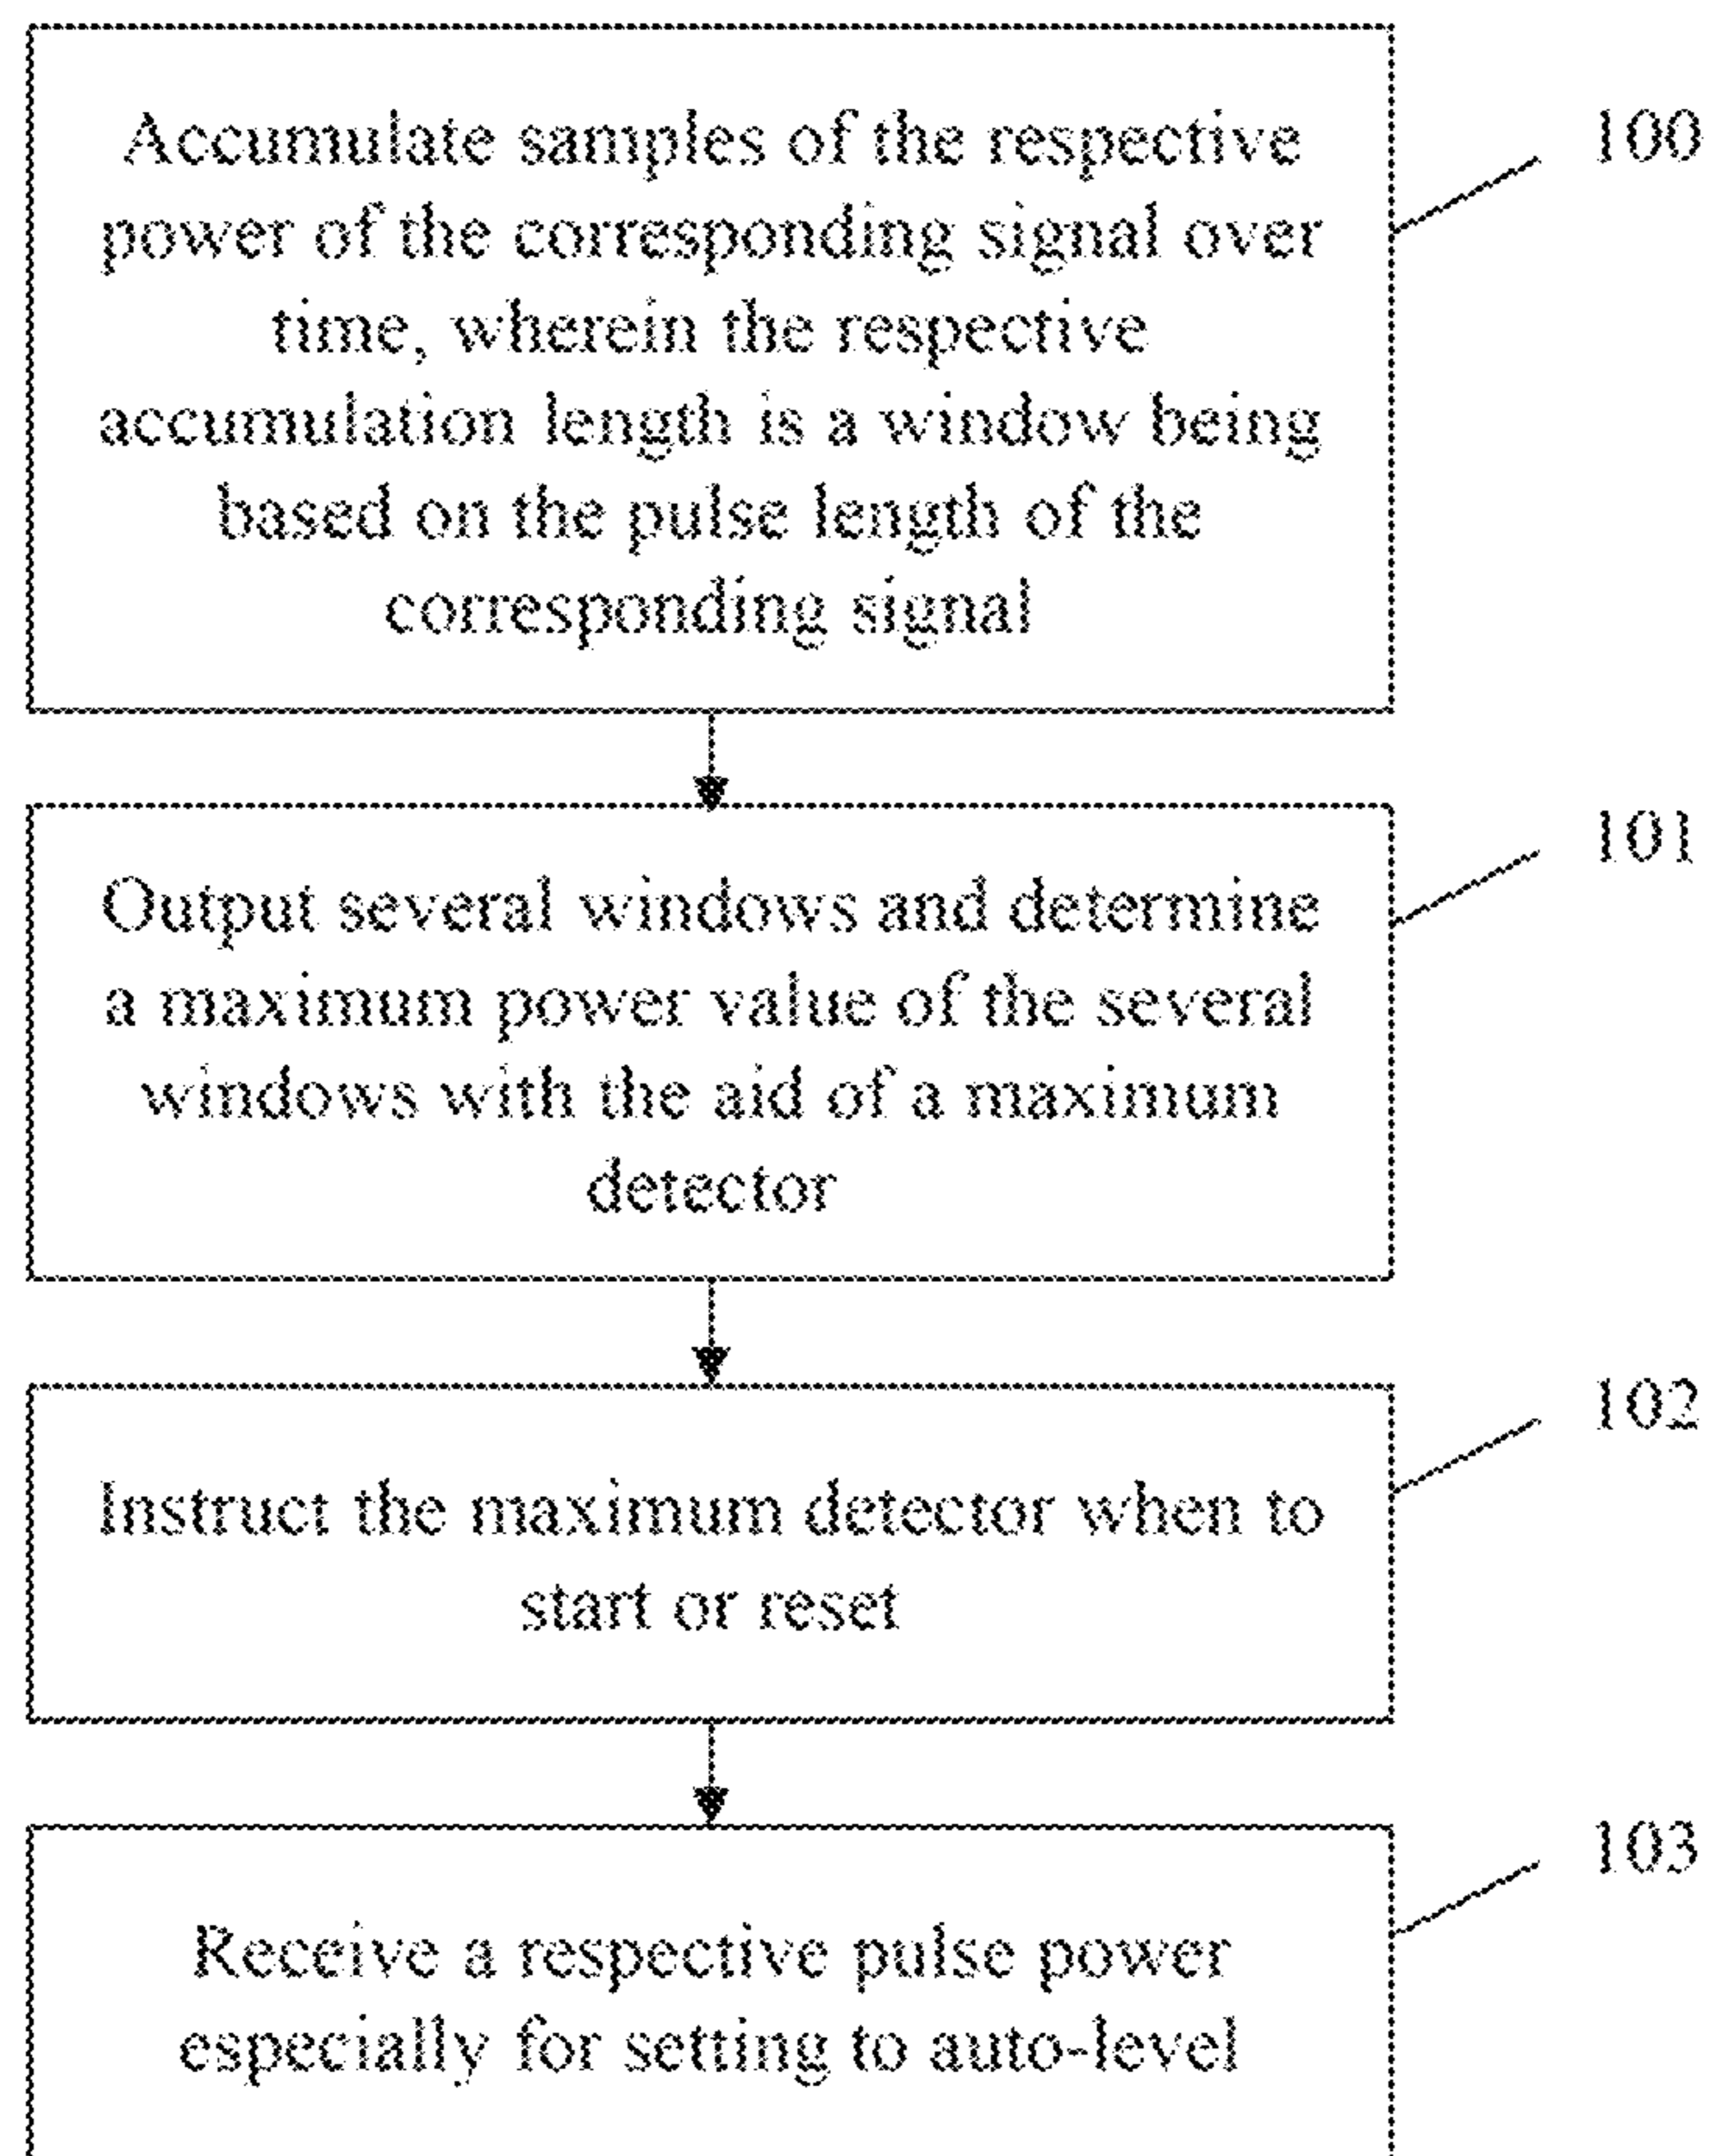 Accumulate samples of the respective
power of the corresponding signal over
time, wherein the respective
accumulation length is a window being
based on the pulse length of the
corresponding signal
100
Output several windows and determine
a maximum power value of the several
windows with the aid of a maximum
detector
101
Instruct the maximum detector when to
start or reset
102
Receive a respective pulse power
especially for setting to auto-level
103